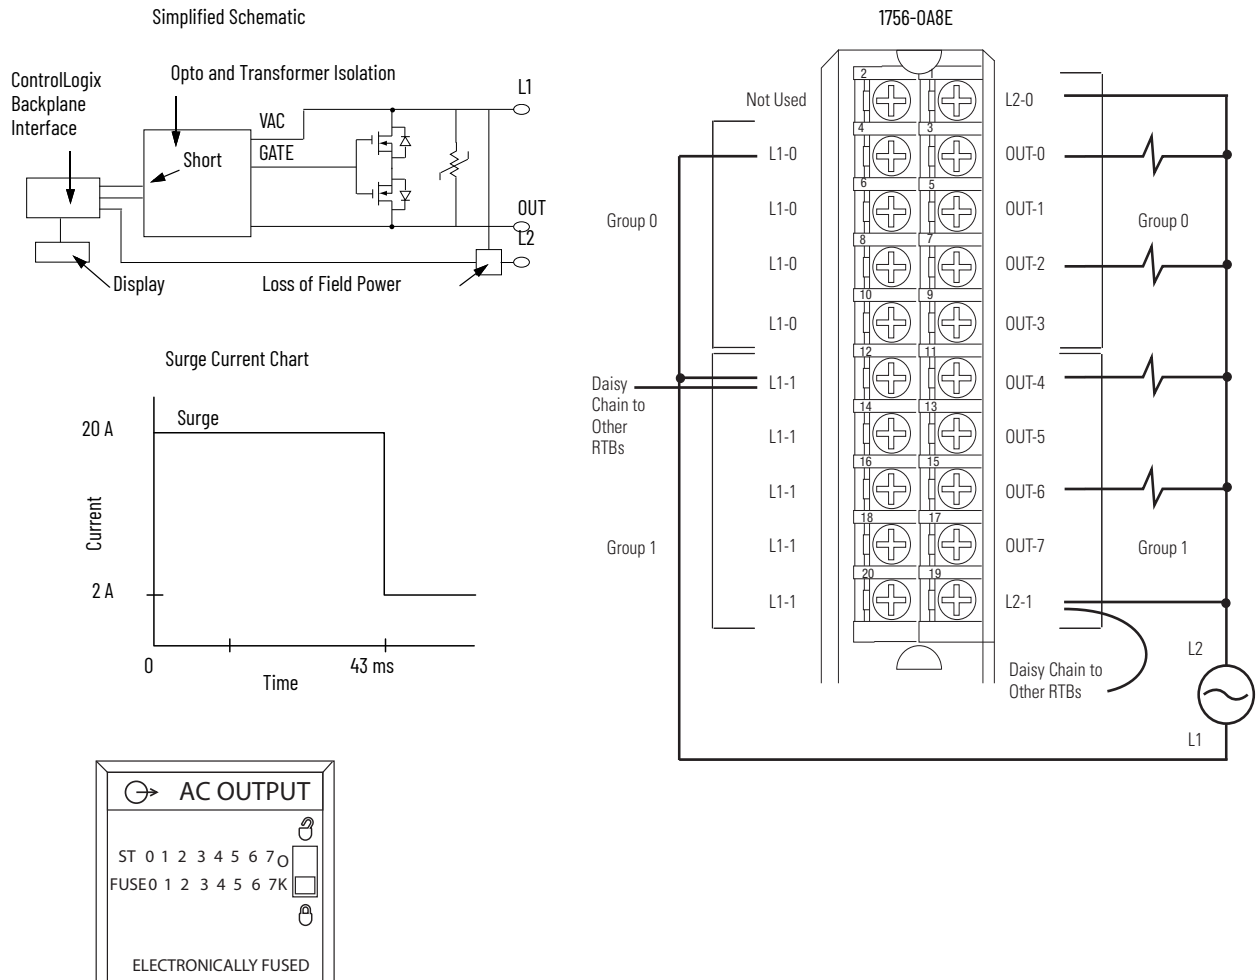 Simplified Schematic
ControlLogix
Backplane
Interface
Opto and Transformer Isolation
L1
VAC
GATE
Short
OUT
L2
Display
Loss of Field Power
Surge Current Chart
20 A
Surge
Current
2 A
0
43 ms
Time
AC OUTPUT
ST 0 1 2 3 4 5 6 7 O
FUSE 0 1 2 3 4 5 6 7 K
ELECTRONICALLY FUSED
1756-OA8E
Not Used 2 1 L2-0
L1-0 4 3 OUT-0
L1-0 6 5 OUT-1
Group 0
Group 0
L1-0 8 7 OUT-2
L1-0 10 9 OUT-3
L1-1 12 11 OUT-4
Daisy
Chain to
Other
RTBs
L1-1 14 13 OUT-5
L1-1 16 15 OUT-6
L1-1 18 17 OUT-7
Group 1
Group 1
L1-1 20 19 L2-1
Daisy Chain to
Other RTBs
L2
L1